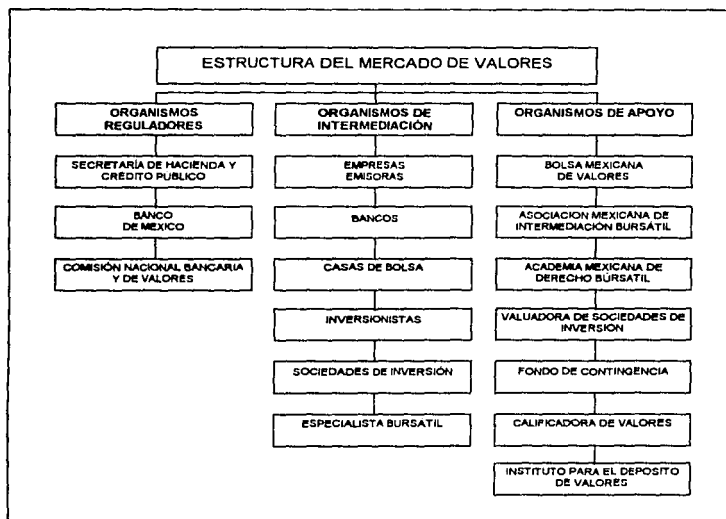 ESTRUCTURA DEL MERCADO DE VALORES
ORGANISMOS
REGULADORES
SECRETARÍA DE HACIENDA Y
CRÉDITO PUBLICO
BANCO
DE MEXICO
COMISIÓN NACIONAL BANCARIA
Y DE VALORES
ORGANISMOS DE
INTERMEDIACIÓN
EMPRESAS
EMISORAS
BANCOS
CASAS DE BOLSA
INVERSIONISTAS
SOCIEDADES DE INVERSIÓN
ESPECIALISTA BURSATIL
ORGANISMOS DE APOYO
BOLSA MEXICANA
DE VALORES
ASOCIACION MEXICANA DE
INTERMEDIACIÓN BURSÁTIL
ACADEMIA MEXICANA DE
DERECHO BÚRSATIL
VALUADORA DE SOCIEDADES DE
INVERSIÓN
FONDO DE CONTINGENCIA
CALIFICADORA DE VALORES
INSTITUTO PARA EL DEPOSITO
DE VALORES